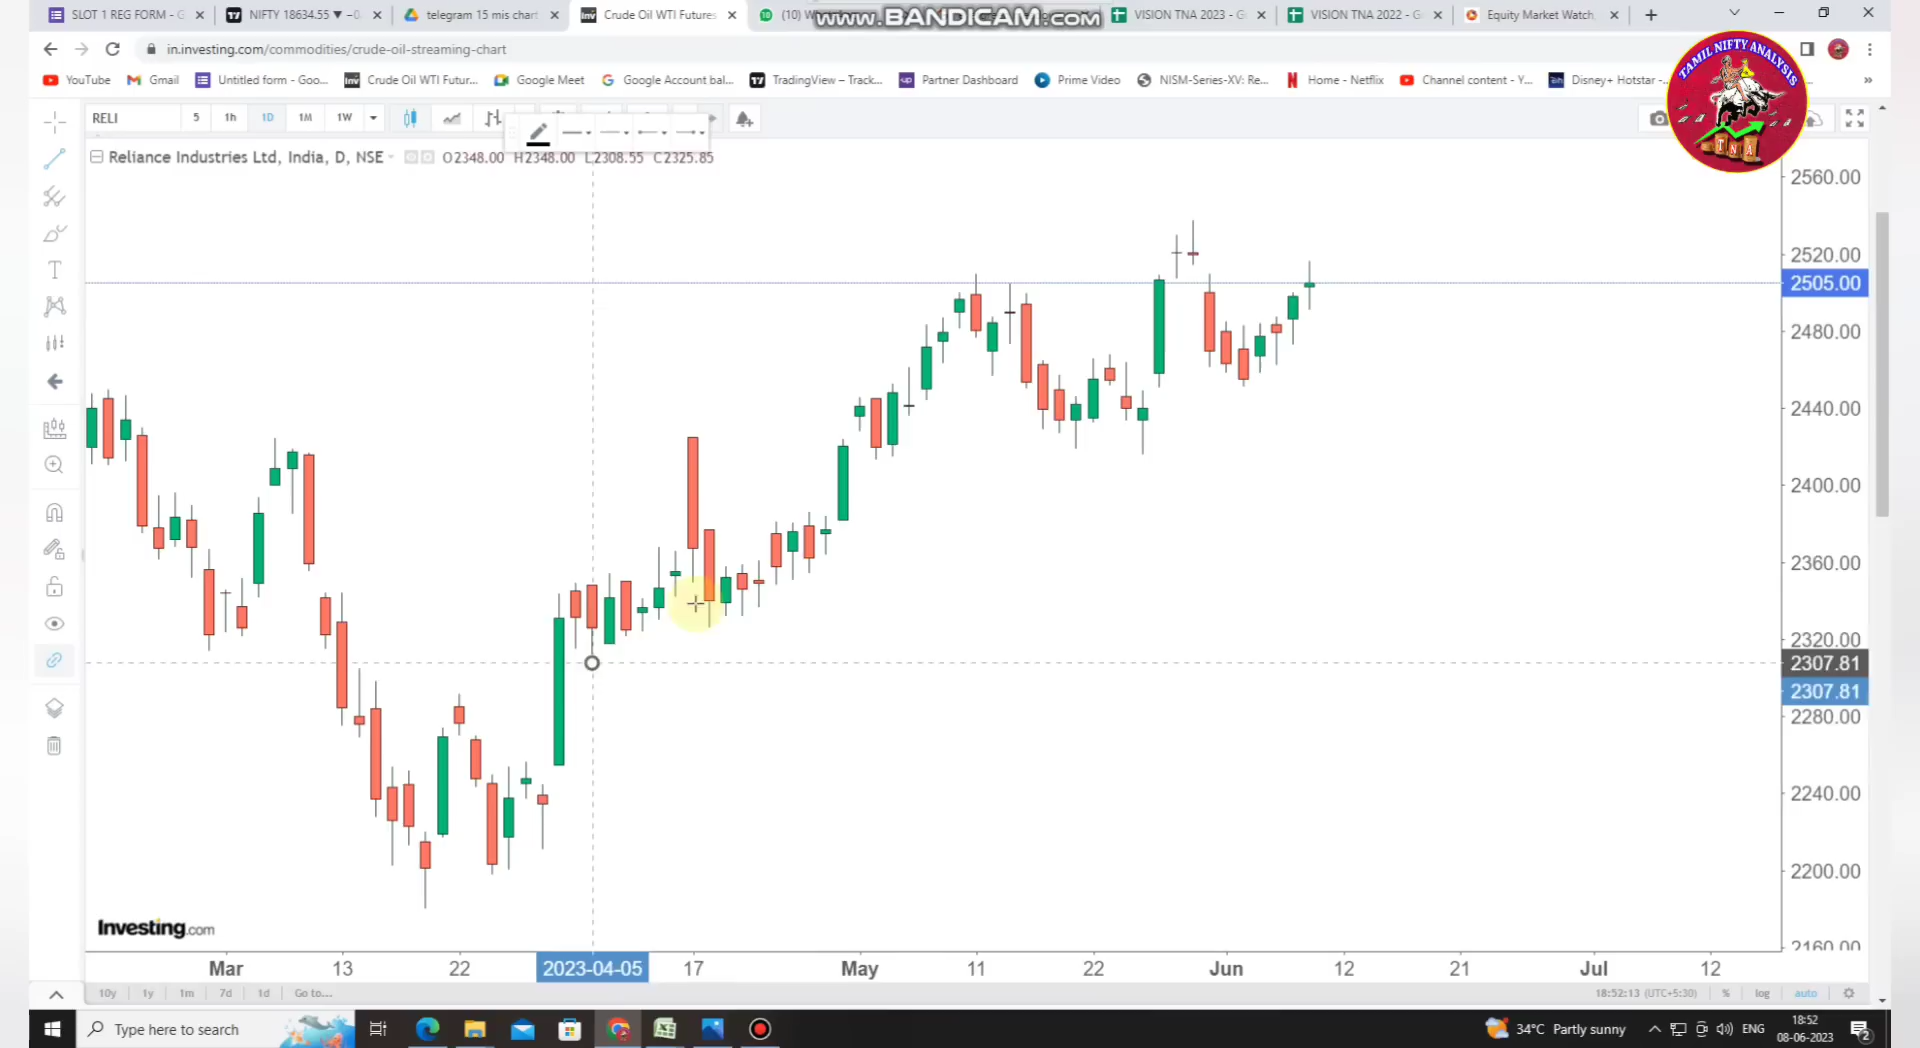 SLOT 1 REG FORM - G
NIFTY 18634.55 ▼ −0
telegram 15 mis chart
Crude Oil WTI Futures
(10) W
www.BANDICAM.com
VISION TNA 2023 - G
VISION TNA 2022 - G
Equity Market Watch
in.investing.com/commodities/crude-oil-streaming-chart
YouTube
Gmail
Untitled form - Goo...
Crude Oil WTI Futur...
Google Meet
Google Account bal...
TradingView – Track...
Partner Dashboard
Prime Video
NISM-Series-XV: Re...
Home - Netflix
Channel content - Y...
Disney+ Hotstar -
TAMIL NIFTY ANALYSIS
TNA
RELI
5
1h
1D
1M
1W
Reliance Industries Ltd, India, D, NSE
O2348.00 H2348.00 L2308.55 C2325.85
2560.00
2520.00
2505.00
2480.00
2440.00
2400.00
2360.00
2320.00
2307.81
2307.81
2280.00
2240.00
2200.00
2160.00
Investing.com
Mar
13
22
2023-04-05
17
May
11
22
Jun
12
21
Jul
12
10y
1y
1m
7d
1d
Go to...
18:52:13 (UTC+5:30)
%
log
auto
Type here to search
34°C Partly sunny
ENG
18:52
08-06-2023
2